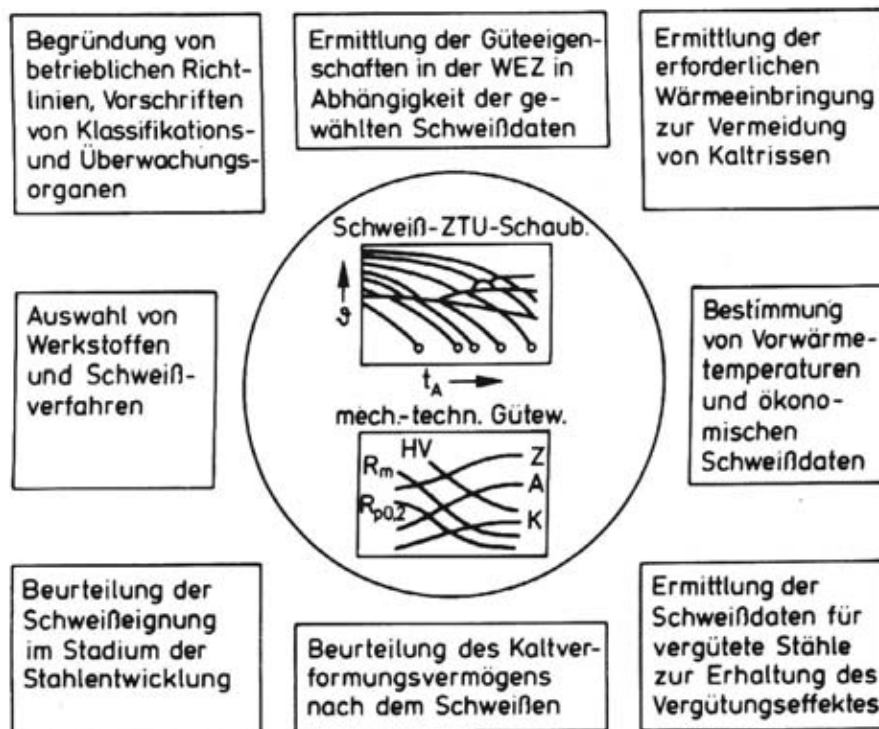 Begründung von
betrieblichen Richt-
linien, Vorschriften
von Klassifikations-
und Überwachungs-
organen
Ermittlung der Güteeigen-
schaften in der WEZ in
Abhängigkeit der ge-
wählten Schweißdaten
Ermittlung der
erforderlichen
Wärmeeinbringung
zur Vermeidung
von Kaltrissen
Schweiß-ZTU-Schaub.
ϑ
t_A
Auswahl von
Werkstoffen
und Schweiß-
verfahren
Bestimmung
von Vorwärme-
temperaturen
und ökono-
mischen
Schweißdaten
mech.-techn. Gütew.
HV
R_m
Z
R_p0,2
A
K
Beurteilung der
Schweißeignung
im Stadium der
Stahlentwicklung
Beurteilung des Kaltver-
formungsvermögens
nach dem Schweißen
Ermittlung der
Schweißdaten für
vergütete Stähle
zur Erhaltung des
Vergütungseffektes